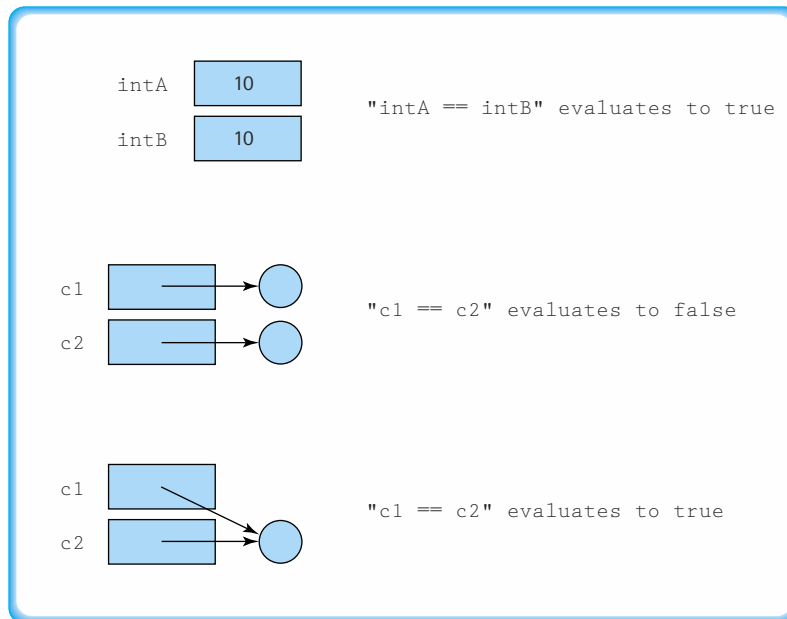 intA 10
"intA == intB" evaluates to true
intB 10
c1
"c1 == c2" evaluates to false
c2
c1
"c1 == c2" evaluates to true
c2